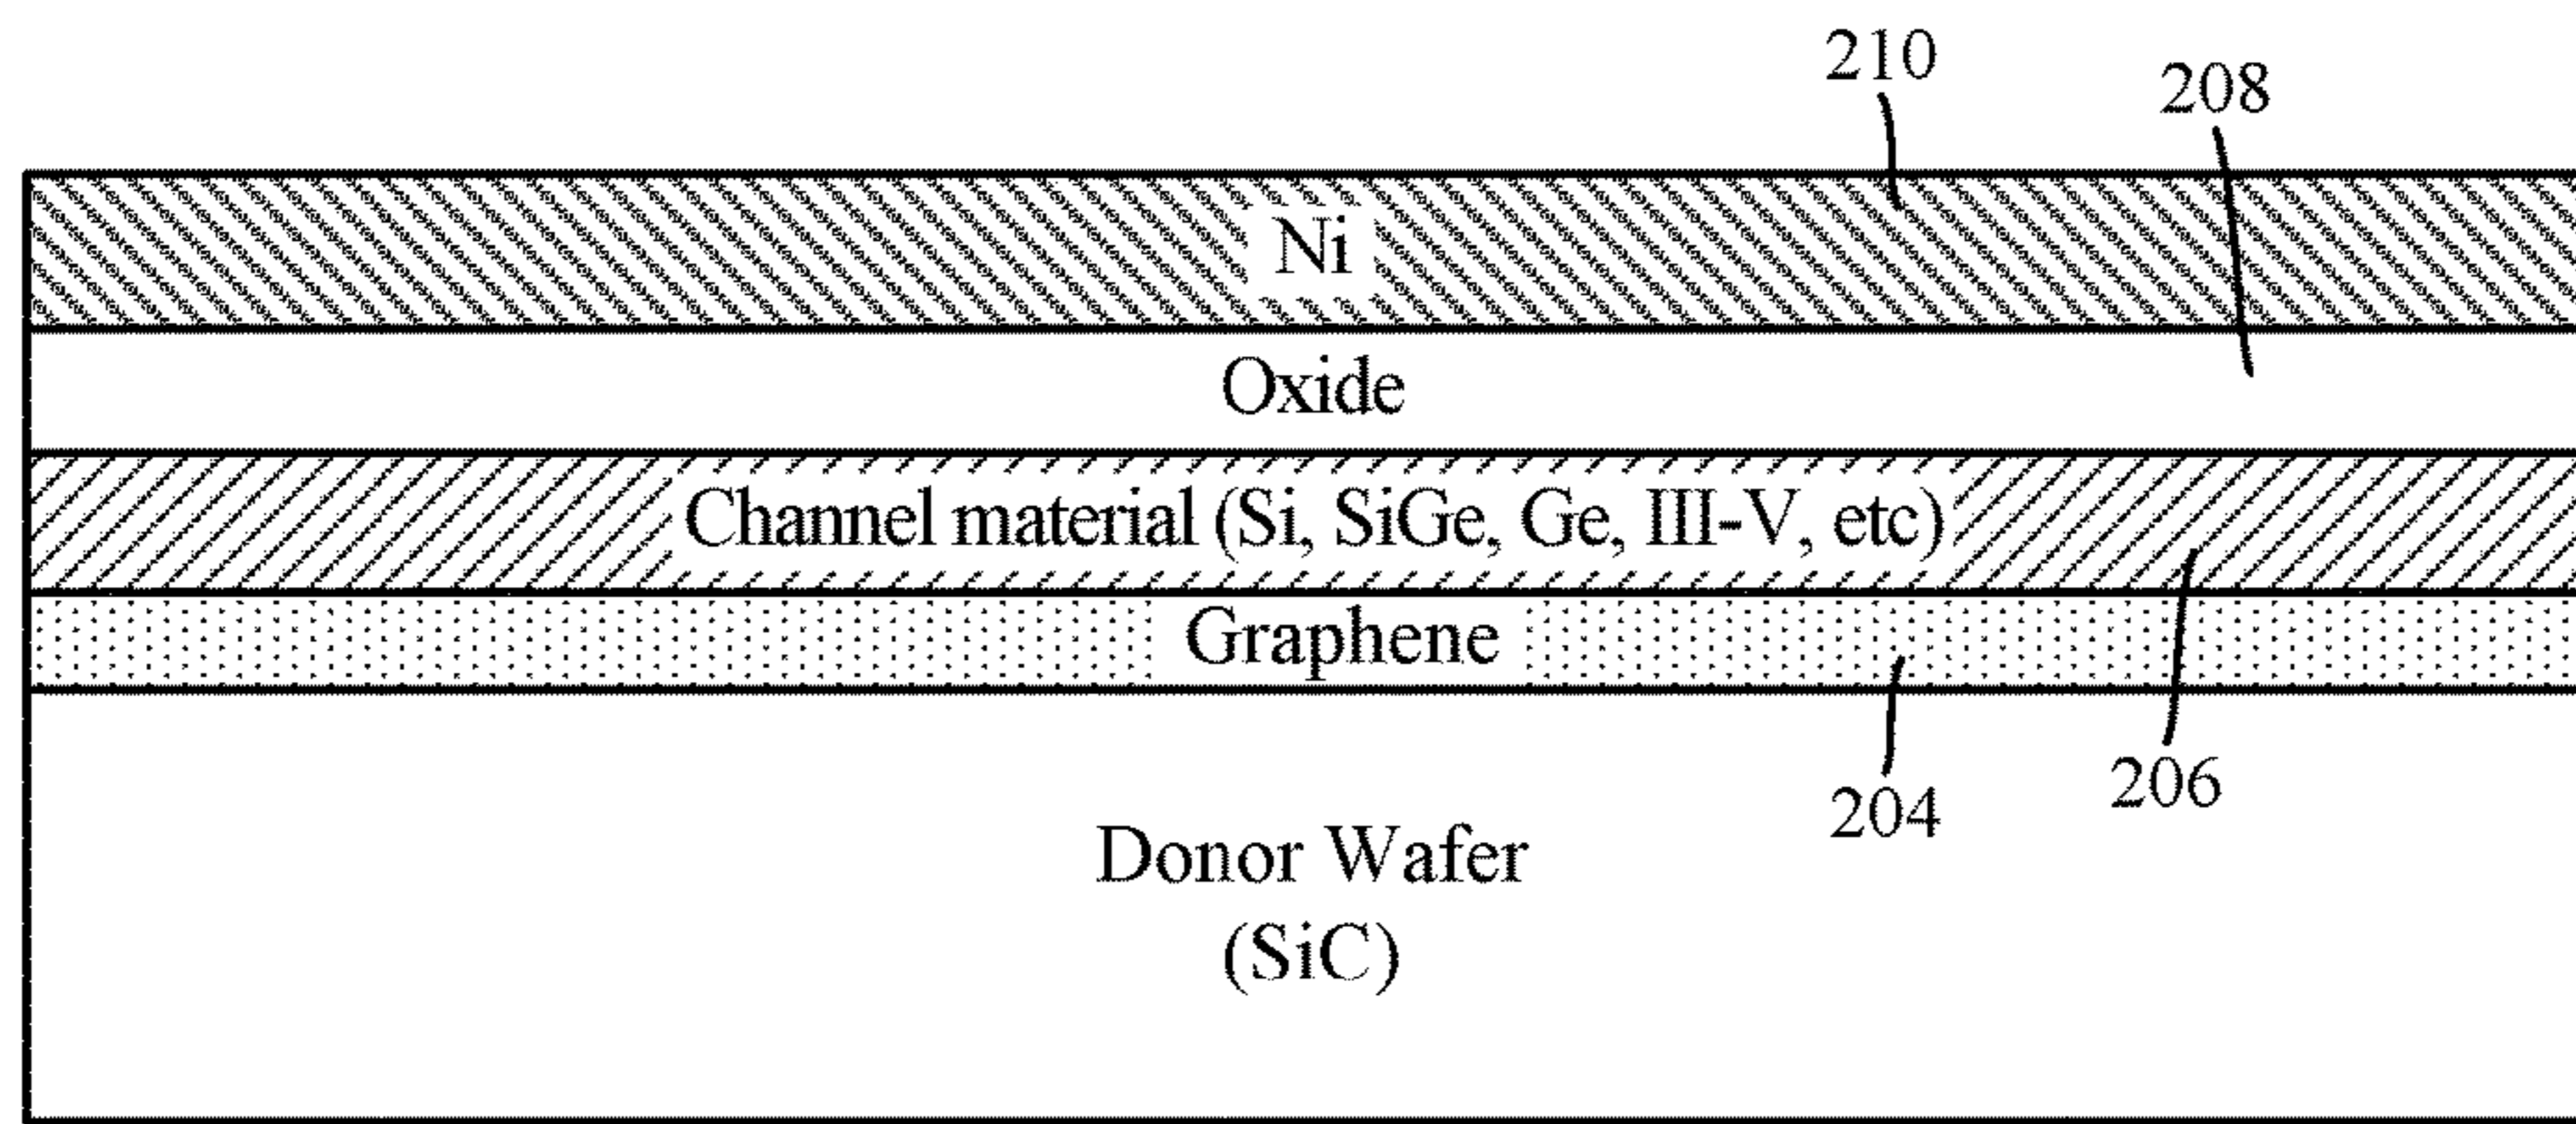 210
208
Ni
Oxide
Channel material (Si, SiGe, Ge, III-V, etc)
Graphene
204
206
Donor Wafer
(SiC)